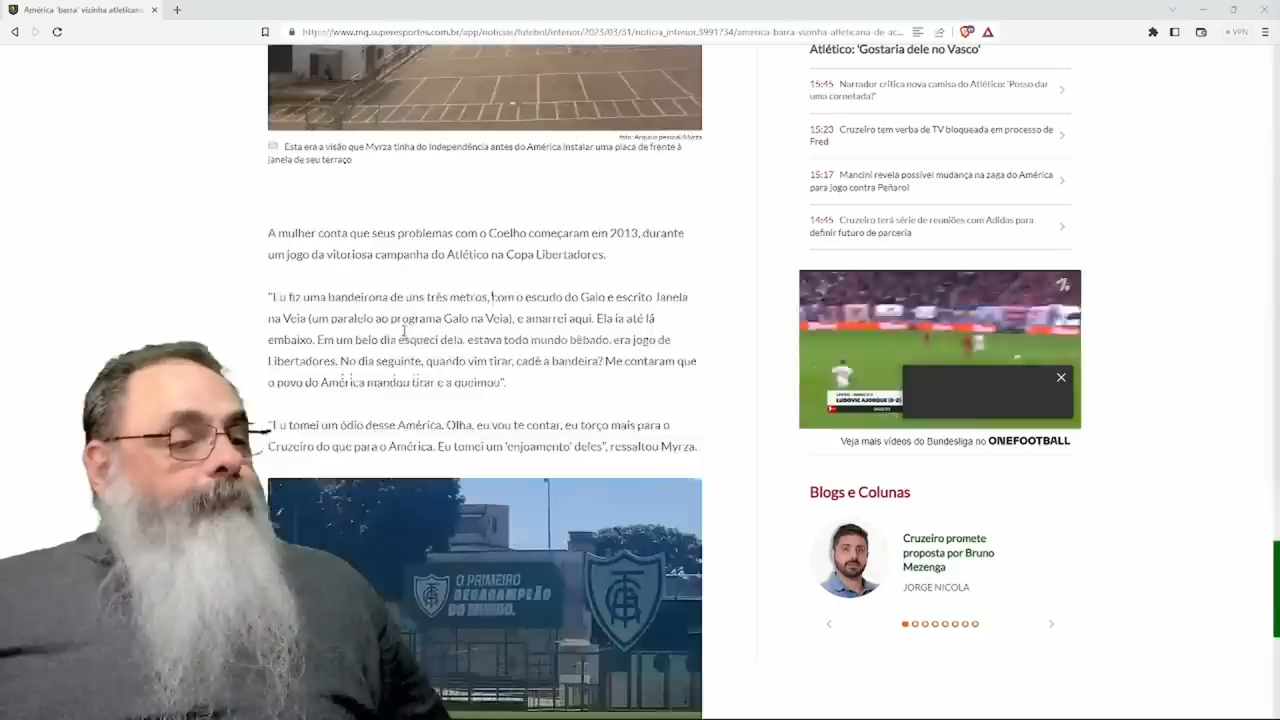 América 'barra' vizinha atleticana
https://www.mg.superesportes.com.br/app/noticias/futebol/interior/2023/03/31/noticia_interior,3991734/america-barra-vizinha-atleticana-de-ac...
VPN
foto: Arquivo pessoal/Myrza
Esta era a visão que Myrza tinha do Independência antes do América instalar uma placa de frente à
janela de seu terraço
A mulher conta que seus problemas com o Coelho começaram em 2013, durante
um jogo da vitoriosa campanha do Atlético na Copa Libertadores.
"Eu fiz uma bandeirona de uns três metros, com o escudo do Galo e escrito Janela
na Veia (um paralelo ao programa Galo na Veia), e amarrei aqui. Ela ia até lá
embaixo. Em um belo dia esqueci dela, estava todo mundo bêbado, era jogo de
Libertadores. No dia seguinte, quando vim tirar, cadê a bandeira? Me contaram que
o povo do América mandou tirar e a queimou".
"Eu tomei um ódio desse América. Olha, eu vou te contar, eu torço mais para o
Cruzeiro do que para o América. Eu tomei um 'enjoamento' deles", ressaltou Myrza.
O PRIMEIRO
DECACAMPEÃO
DO MUNDO.
Atlético: 'Gostaria dele no Vasco'
15:45 Narrador critica nova camisa do Atlético: 'Posso dar
uma cornetada?'
15:23 Cruzeiro tem verba de TV bloqueada em processo de
Fred
15:17 Mancini revela possível mudança na zaga do América
para jogo contra Peñarol
14:45 Cruzeiro terá série de reuniões com Adidas para
definir futuro de parceria
LUDOVIC AJORQUE (0-2)
Veja mais vídeos do Bundesliga no ONEFOOTBALL
Blogs e Colunas
Cruzeiro promete
proposta por Bruno
Mezenga
JORGE NICOLA